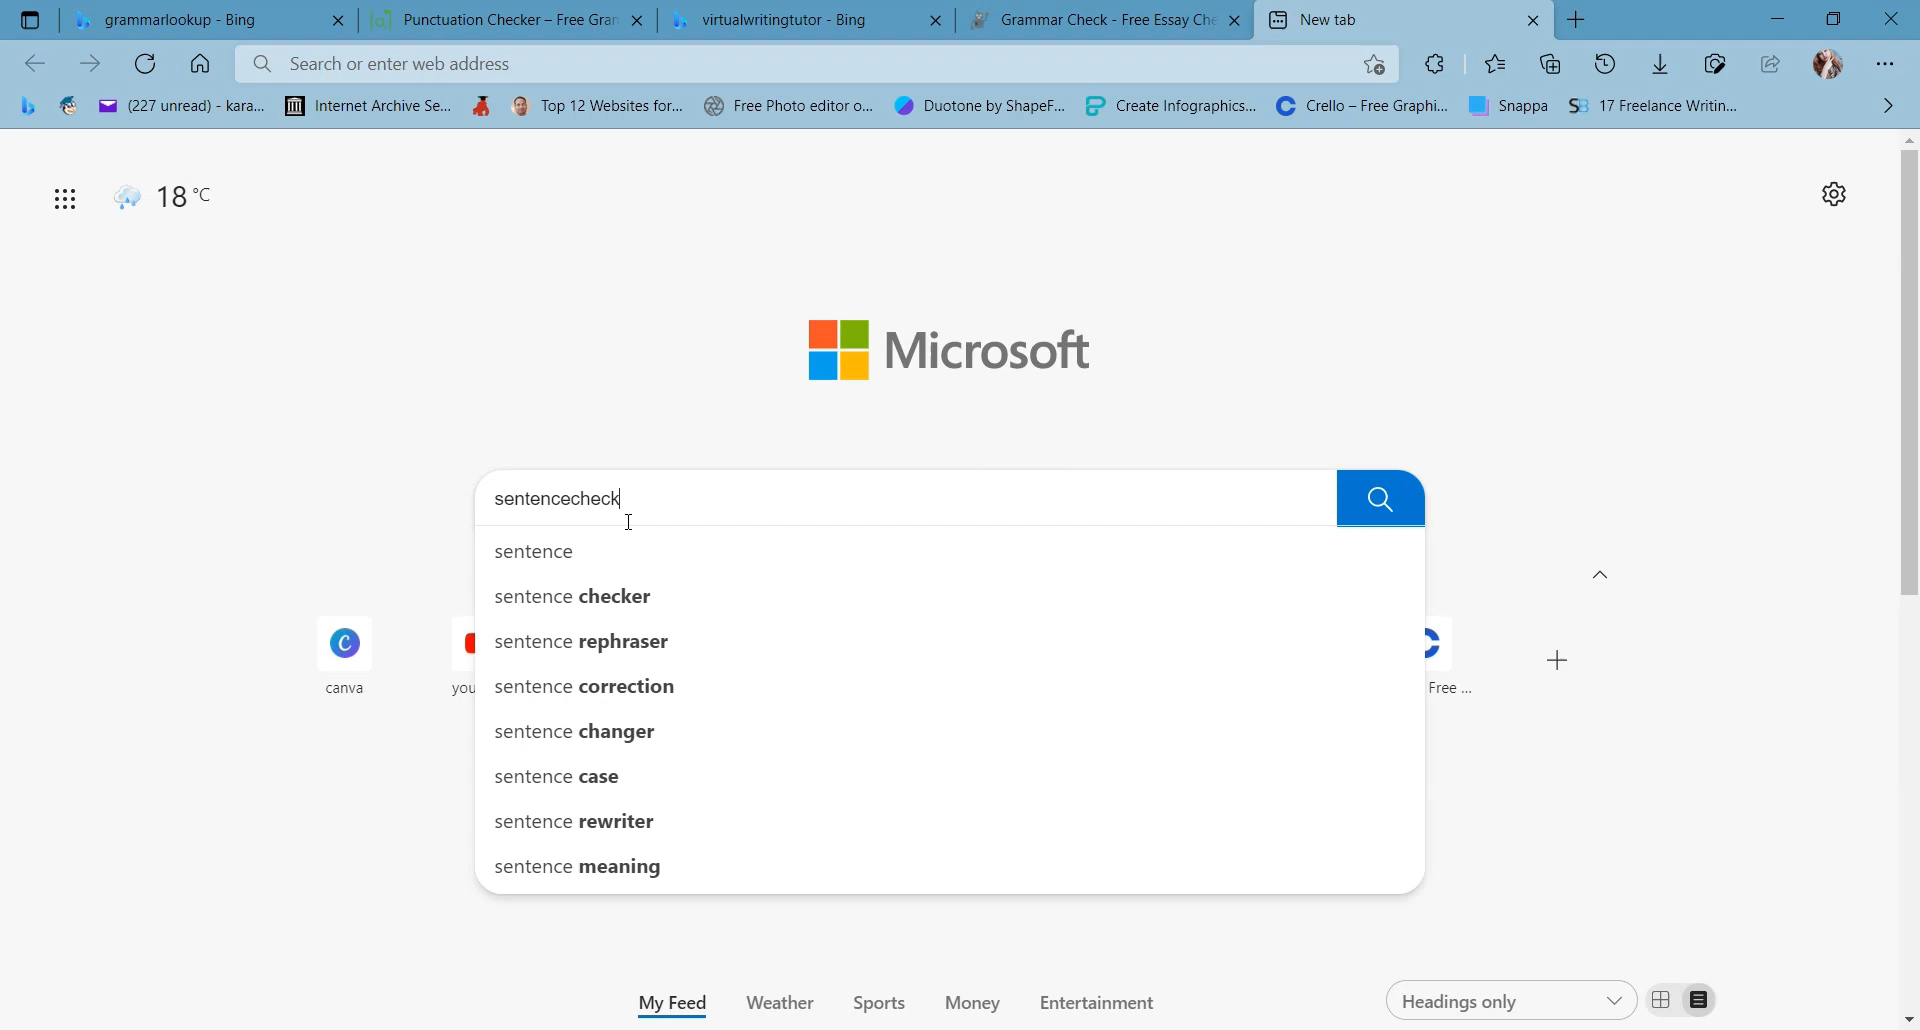 grammarlookup - Bing
Punctuation Checker – Free Gran
virtualwritingtutor - Bing
Grammar Check - Free Essay Che
New tab
Search or enter web address
(227 unread) - kara...
Internet Archive Se...
Top 12 Websites for...
Free Photo editor o...
Duotone by ShapeF...
Create Infographics...
Crello – Free Graphi...
Snappa
17 Freelance Writin...
18 °C
Microsoft
sentencecheck
sentence
sentence checker
sentence rephraser
sentence correction
sentence changer
sentence case
sentence rewriter
sentence meaning
canva
you
Free ...
My Feed
Weather
Sports
Money
Entertainment
Headings only